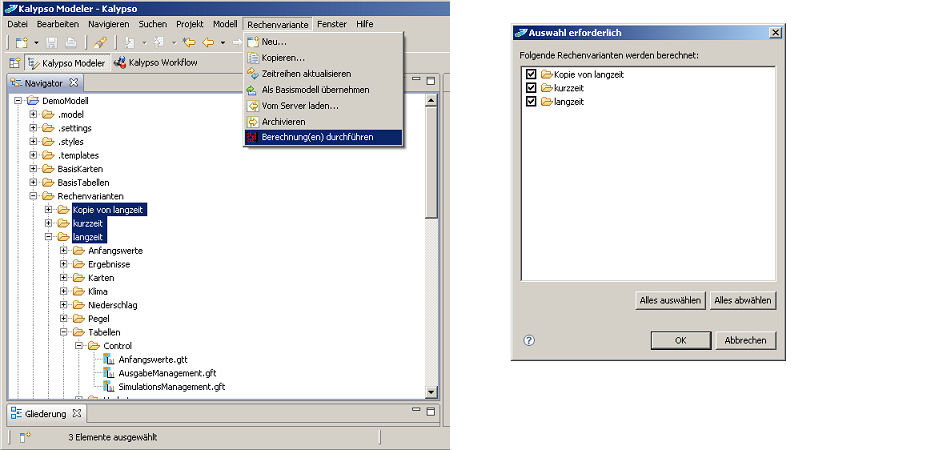 Kalypso Modeler - Kalypso
Datei Bearbeiten Navigieren Suchen Projekt Modell Rechenvariante Fenster Hilfe
Neu...
Kopieren...
Zeitreihen aktualisieren
Als Basismodell übernehmen
Vom Server laden...
Archivieren
Berechnung(en) durchführen
Kalypso Modeler Kalypso Workflow
Navigator
DemoModell
.model
.settings
.styles
.templates
BasisKarten
BasisTabellen
Rechenvarianten
Kopie von langzeit
kurzzeit
langzeit
Anfangswerte
Ergebnisse
Karten
Klima
Niederschlag
Pegel
Tabellen
Control
Anfangswerte.gtt
AusgabeManagement.gft
SimulationsManagement.gft
Gliederung
3 Elemente ausgewählt
Auswahl erforderlich
Folgende Rechenvarianten werden berechnet:
Kopie von langzeit
kurzzeit
langzeit
Alles auswählen Alles abwählen
OK Abbrechen